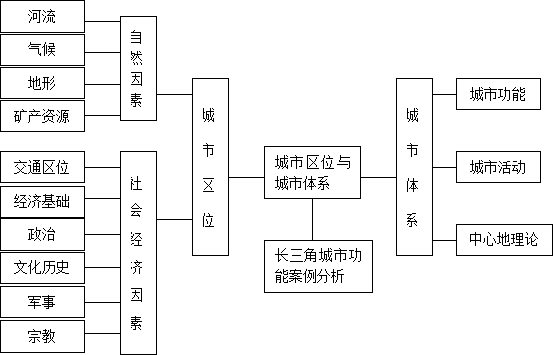 河流
气候
地形
矿产资源
自然因素
交通区位
经济基础
政治
文化历史
军事
宗教
社会经济因素
城市区位
城市区位与
城市体系
长三角城市功
能案例分析
城市体系
城市功能
城市活动
中心地理论